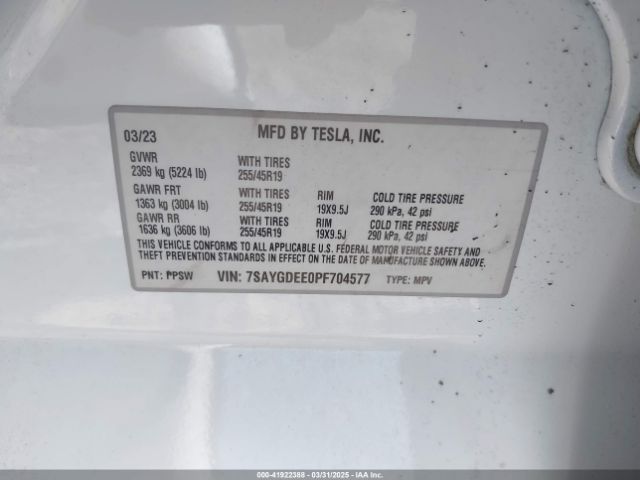 03/23 MFD BY TESLA, INC.
GVWR WITH TIRES
2369 kg (5224 lb) 255/45R19
GAWR FRT WITH TIRES RIM COLD TIRE PRESSURE
1363 kg (3004 lb) 255/45R19 19X9.5J 290 kPa, 42 psi
GAWR RR WITH TIRES RIM COLD TIRE PRESSURE
1636 kg (3606 lb) 255/45R19 19X9.5J 290 kPa, 42 psi
THIS VEHICLE CONFORMS TO ALL APPLICABLE U.S. FEDERAL MOTOR VEHICLE SAFETY AND
THEFT PREVENTION STANDARDS IN EFFECT ON THE DATE OF MANUFACTURE SHOWN ABOVE.
PNT: PPSW VIN: 7SAYGDEE0PF704577 TYPE: MPV
000-41922388 - 03/31/2025 - IAA Inc.